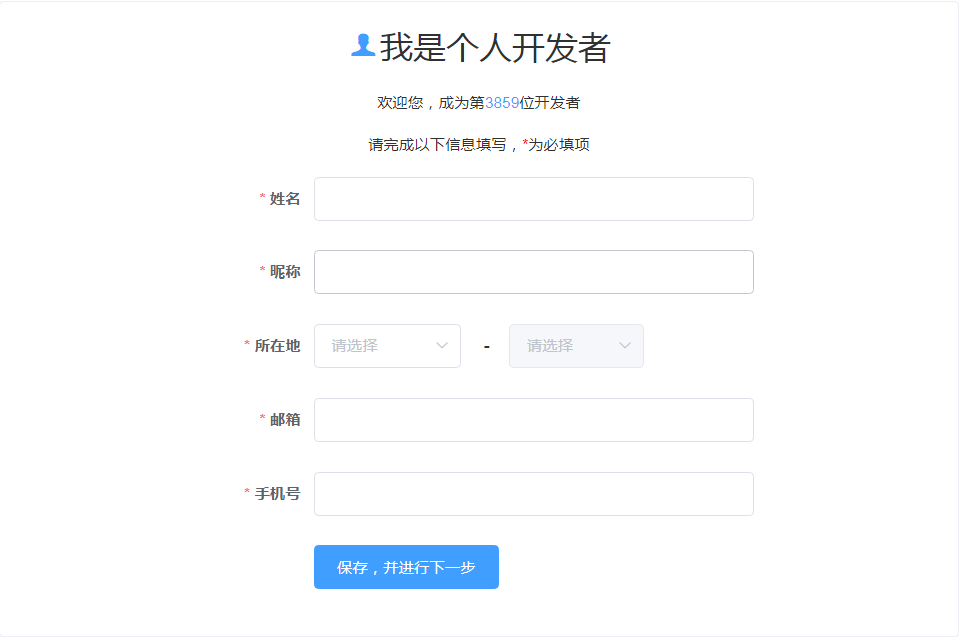 我是个人开发者
欢迎您，成为第3859位开发者
请完成以下信息填写，*为必填项
* 姓名
* 昵称
* 所在地 请选择 - 请选择
* 邮箱
* 手机号
保存，并进行下一步